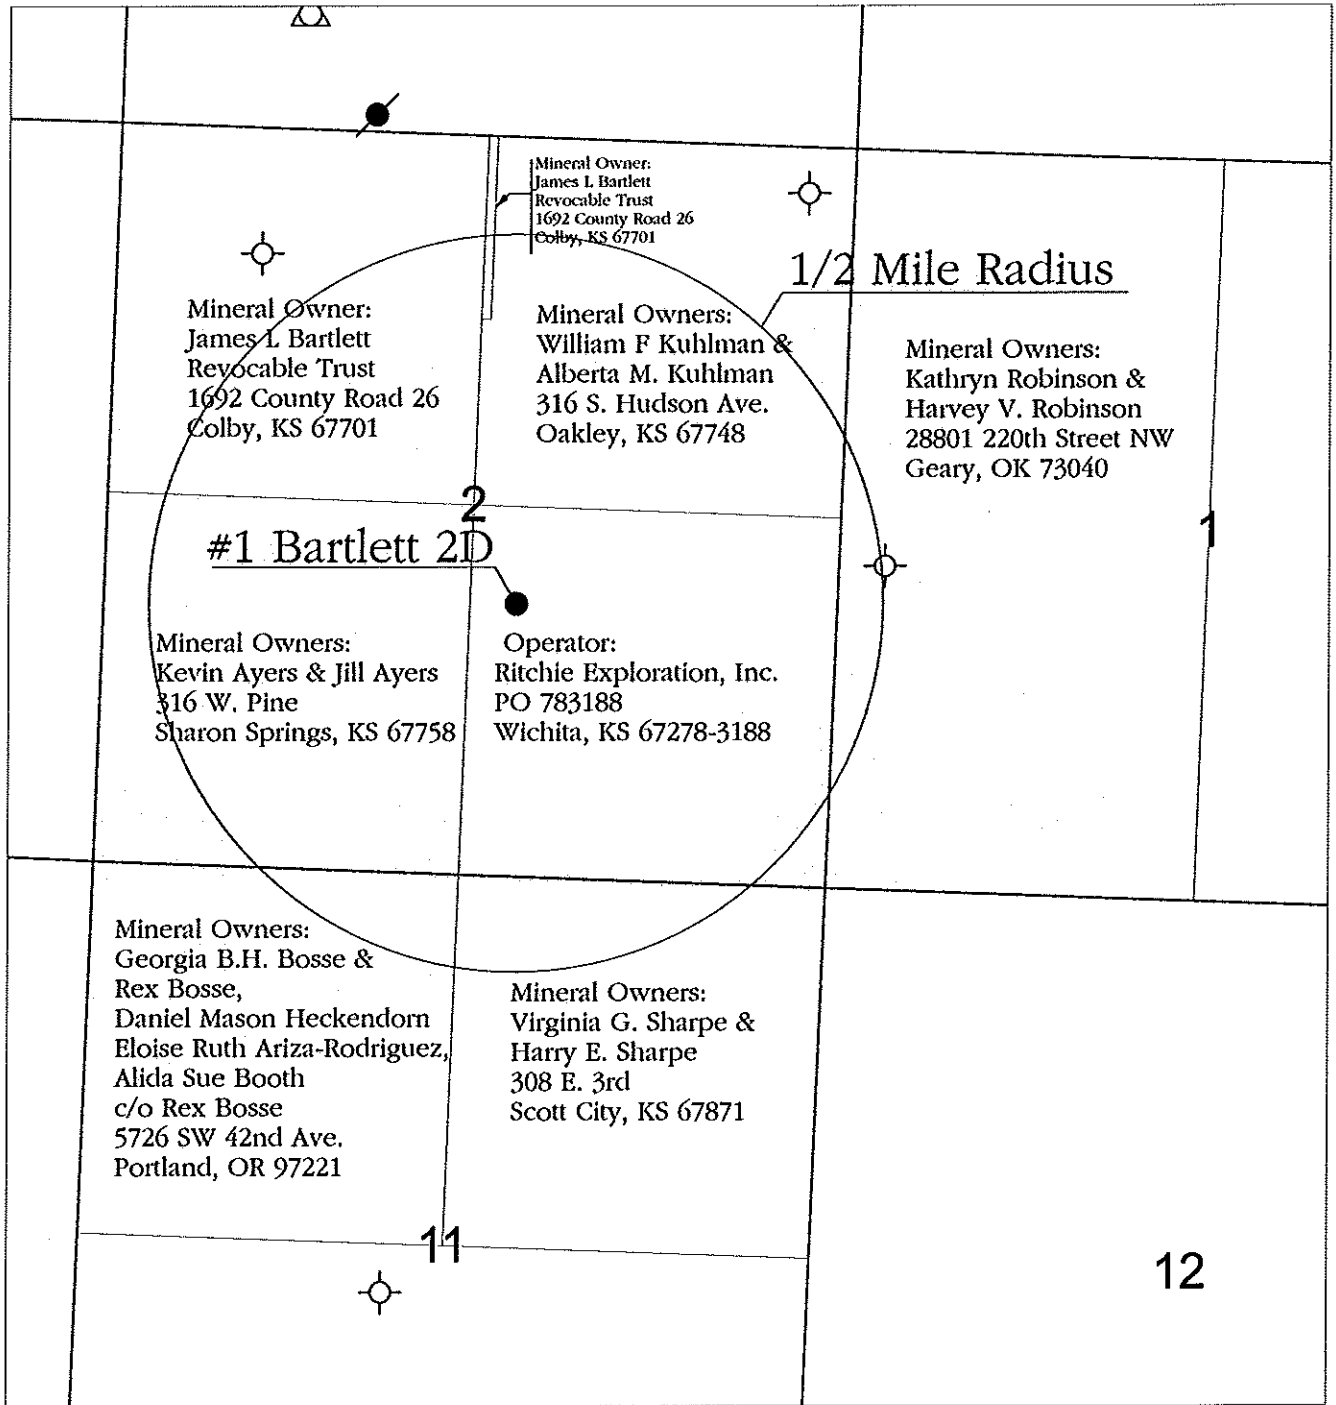 Mineral Owner:
James L Bartlett
Revocable Trust
1692 County Road 26
Colby, KS 67701
1/2 Mile Radius
Mineral Owner:
James L Bartlett
Revocable Trust
1692 County Road 26
Colby, KS 67701
Mineral Owners:
William F Kuhlman &
Alberta M. Kuhlman
316 S. Hudson Ave.
Oakley, KS 67748
Mineral Owners:
Kathryn Robinson &
Harvey V. Robinson
28801 220th Street NW
Geary, OK 73040
2
1
#1 Bartlett 2D
Mineral Owners:
Kevin Ayers & Jill Ayers
316 W. Pine
Sharon Springs, KS 67758
Operator:
Ritchie Exploration, Inc.
PO 783188
Wichita, KS 67278-3188
Mineral Owners:
Georgia B.H. Bosse &
Rex Bosse,
Daniel Mason Heckendorn
Eloise Ruth Ariza-Rodriguez,
Alida Sue Booth
c/o Rex Bosse
5726 SW 42nd Ave.
Portland, OR 97221
Mineral Owners:
Virginia G. Sharpe &
Harry E. Sharpe
308 E. 3rd
Scott City, KS 67871
11
12